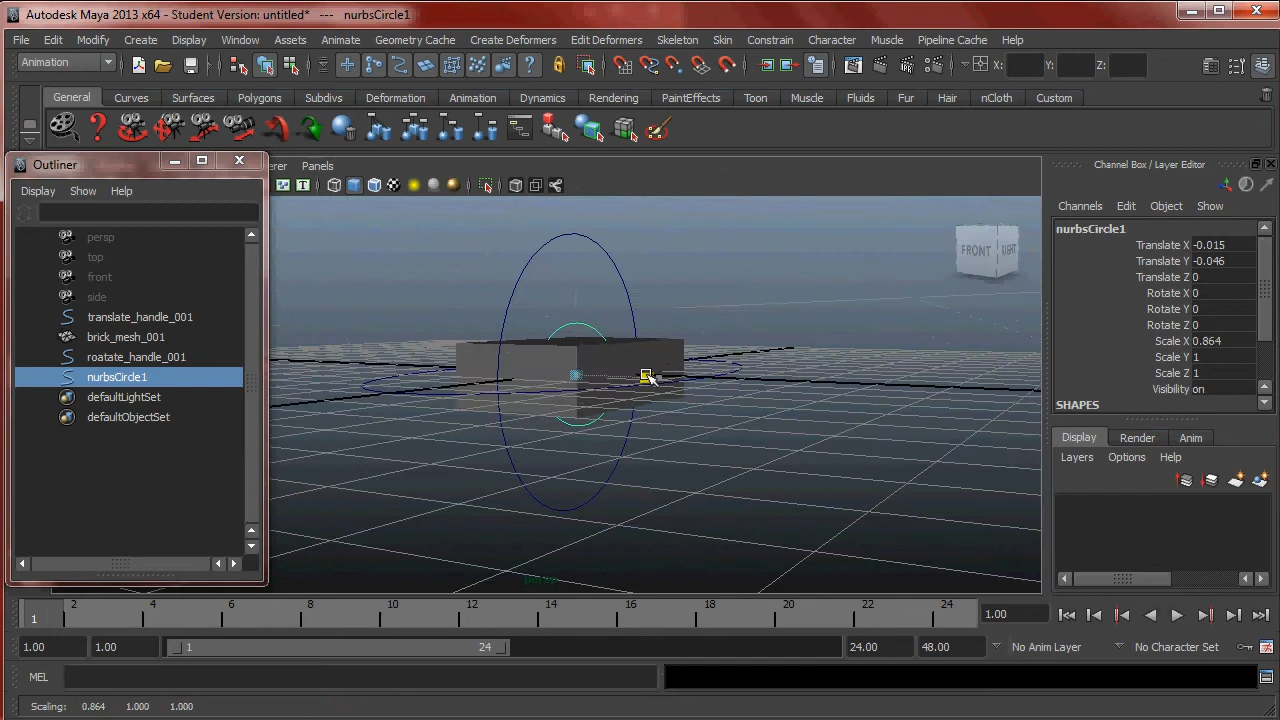 Autodesk Maya 2013 x64 - Student Version: untitled* --- nurbsCircle1
File Edit Modify Create Display Window Assets Animate Geometry Cache Create Deformers Edit Deformers Skeleton Skin Constrain Character Muscle Pipeline Cache Help
Animation X: Y: Z:
General Curves Surfaces Polygons Subdivs Deformation Animation Dynamics Rendering PaintEffects Toon Muscle Fluids Fur Hair nCloth Custom
Outliner
Display Show Help
persp
top
front
side
translate_handle_001
brick_mesh_001
roatate_handle_001
nurbsCircle1
defaultLightSet
defaultObjectSet
Panels
FRONT RIGHT
persp
Channel Box / Layer Editor
Channels Edit Object Show
nurbsCircle1
Translate X -0.015
Translate Y -0.046
Translate Z 0
Rotate X 0
Rotate Y 0
Rotate Z 0
Scale X 0.864
Scale Y 1
Scale Z 1
Visibility on
SHAPES
Display Render Anim
Layers Options Help
1 2 4 6 8 10 12 14 16 18 20 22 24 1.00
1.00 1.00 1 24 24.00 48.00 No Anim Layer No Character Set
MEL
Scaling: 0.864 1.000 1.000